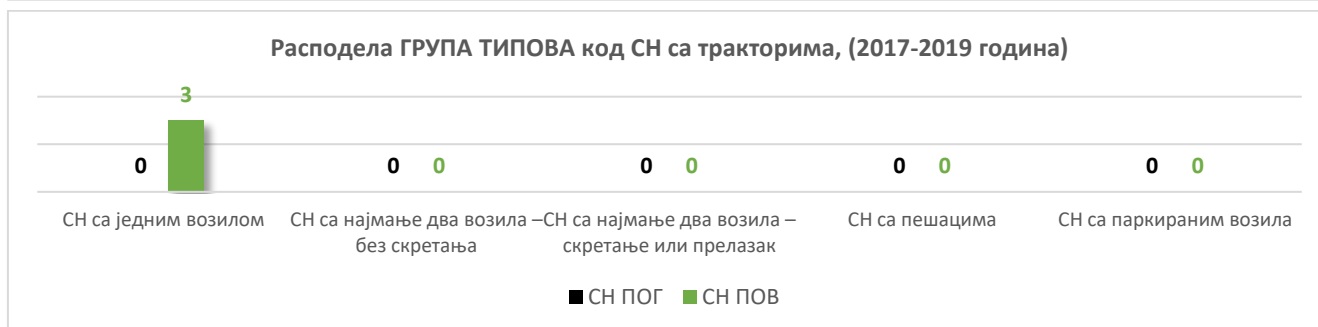 Расподела ГРУПА ТИПОВА код СН са тракторима, (2017-2019 година)
3
0
0 0
0 0
0 0
0 0
СН са једним возилом
СН са најмање два возила –
без скретања
СН са најмање два возила –
скретање или прелазак
СН са пешацима
СН са паркираним возила
СН ПОГ СН ПОВ